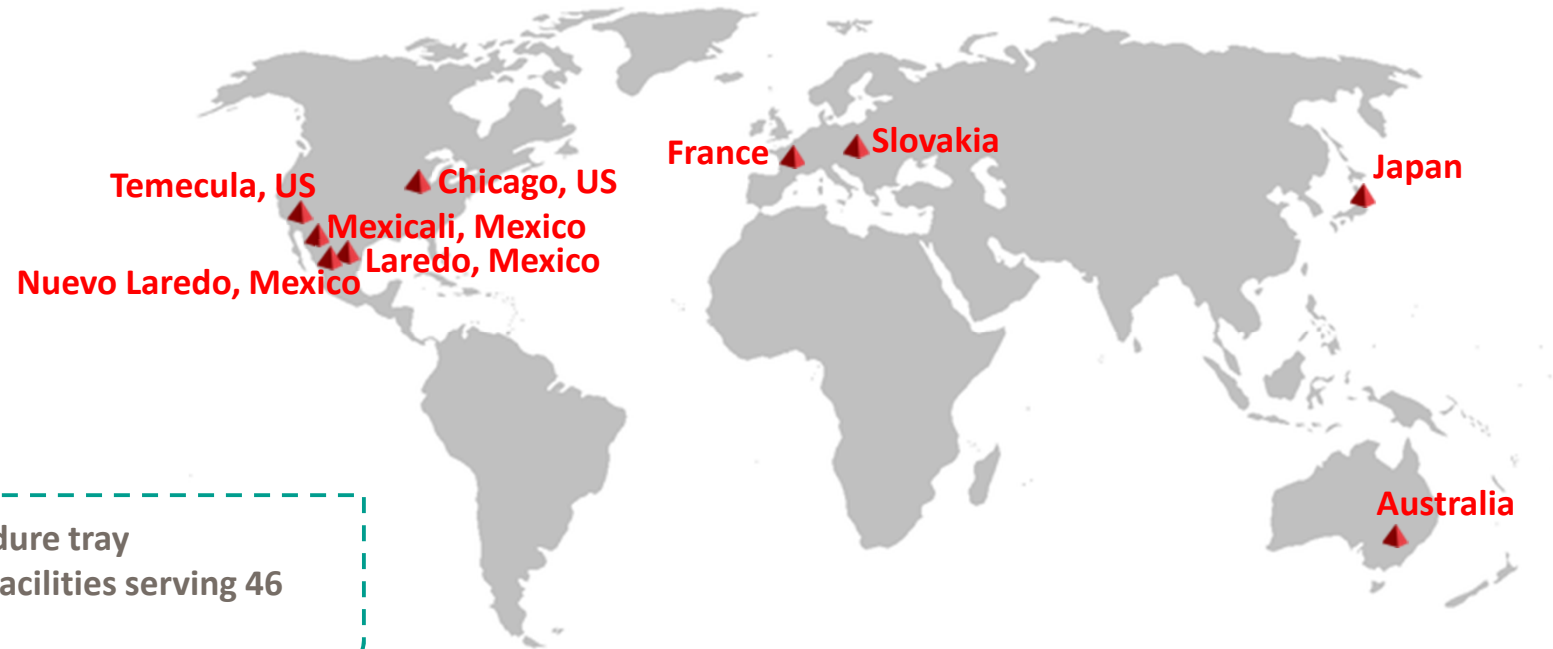 France
Slovakia
Japan
Temecula, US
Chicago, US
Mexicali, Mexico
Laredo, Mexico
Nuevo Laredo, Mexico
Australia
dure tray
acilities serving 46